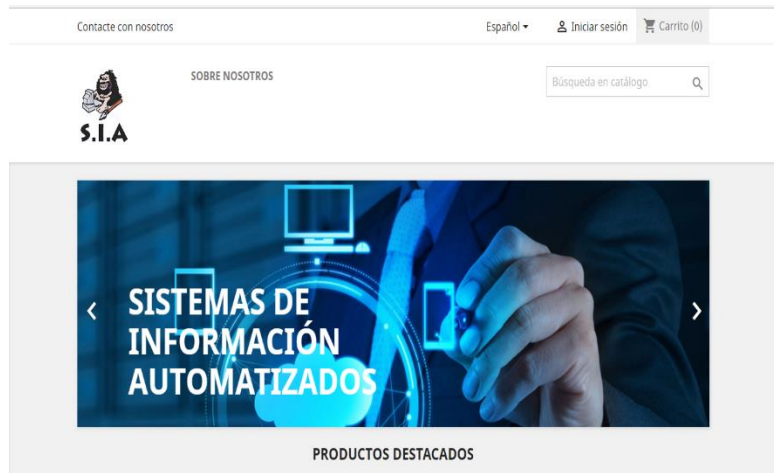 Contacte con nosotros
Español
Iniciar sesión
Carrito (0)
SOBRE NOSOTROS
Búsqueda en catálogo
S.I.A
SISTEMAS DE
INFORMACIÓN
AUTOMATIZADOS
PRODUCTOS DESTACADOS